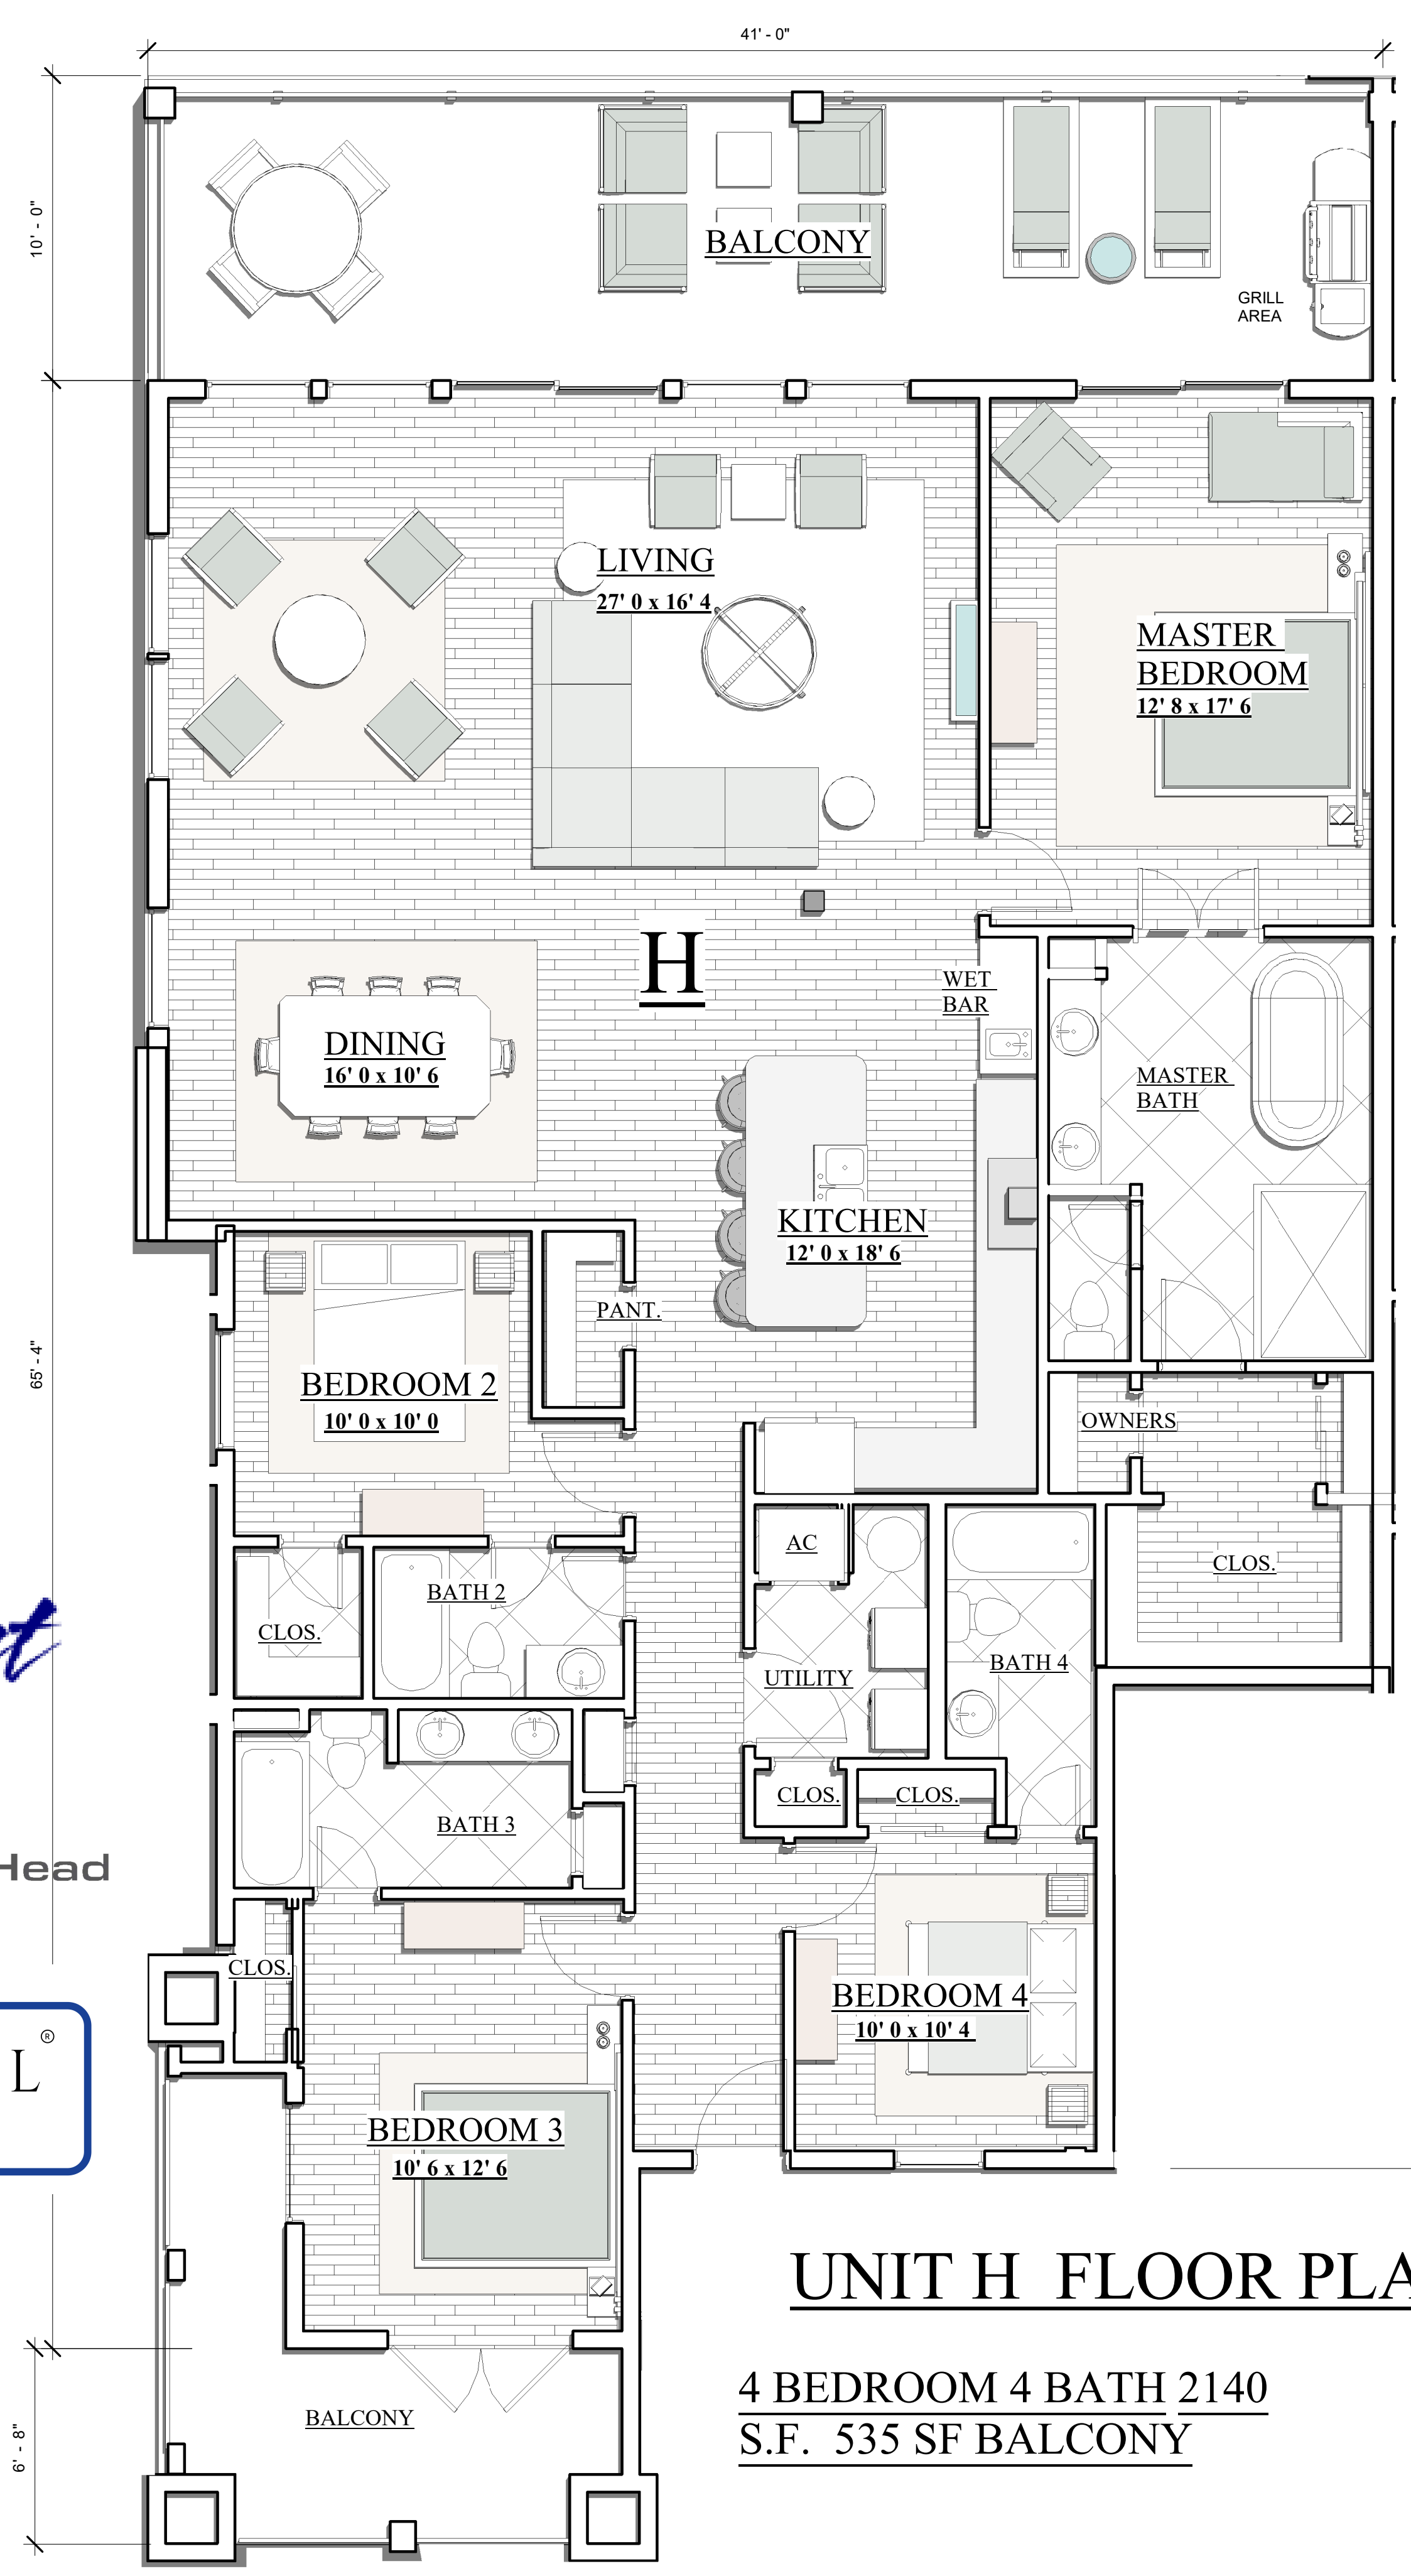 41' - 0"
10' - 0"
BALCONY
GRILL
AREA
LIVING
27' 0 x 16' 4
MASTER
BEDROOM
12' 8 x 17' 6
H
WET
BAR
DINING
16' 0 x 10' 6
MASTER
BATH
KITCHEN
12' 0 x 18' 6
PANT.
65' - 4"
BEDROOM 2
10' 0 x 10' 0
OWNERS
AC
CLOS.
BATH 2
CLOS.
UTILITY
BATH 4
CLOS.
CLOS.
BATH 3
Head
CLOS.
BEDROOM 4
10' 0 x 10' 4
L®
BEDROOM 3
10' 6 x 12' 6
UNIT H FLOOR PLA
4 BEDROOM 4 BATH 2140
S.F. 535 SF BALCONY
BALCONY
6' - 8"